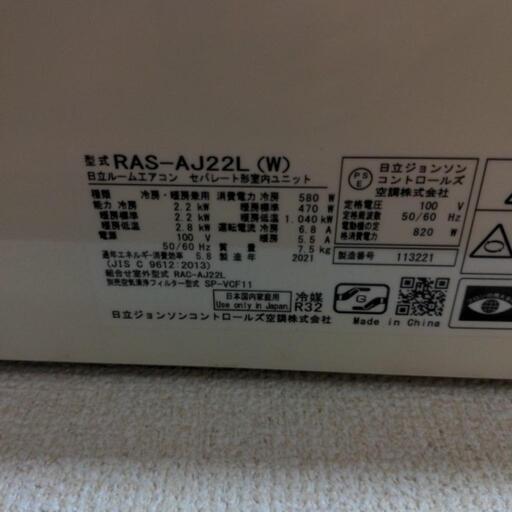 型式 RAS-AJ22L (W)
日立ルームエアコン セパレート形室内ユニット
種類 冷房・暖房兼用 消費電力 冷房 580 W
能力 冷房 2.2 kW 暖房標準 470 W
暖房標準 2.2 kW 暖房低温 1.040 kW
暖房低温 2.8 kW 運転電流 冷房 6.8 A
電源 100 V 暖房 5.5 A
50/60 Hz 質量 7.5 kg
通年エネルギー消費効率 5.8 製造年 2021
(JIS C 9612:2013)
組合せ室外型式 RAC-AJ22L
別売空気清浄フィルター型式 SP-VCF11
日本国内家庭用
Use only in Japan
冷媒
R32
日立ジョンソンコントロールズ空調株式会社
PSE
日立ジョンソン
コントロールズ
空調株式会社
定格電圧 100 V
定格周波数 50/60 Hz
電動機の定格消費電力 820 W
製造番号 113221
G
Made in China